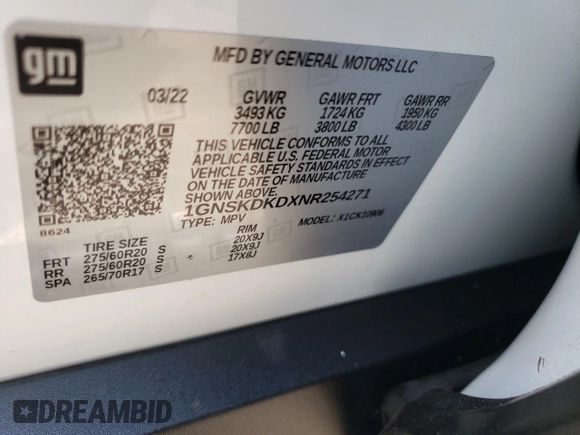 gm
MFD BY GENERAL MOTORS LLC
03/22 GVWR GAWR FRT GAWR RR
3493 KG 1724 KG 1950 KG
7700 LB 3800 LB 4300 LB
THIS VEHICLE CONFORMS TO ALL
APPLICABLE U.S. FEDERAL MOTOR
VEHICLE SAFETY STANDARDS IN EFFECT
ON THE DATE OF MANUFACTURE
SHOWN ABOVE.
1GNSKDKDXNR254271
TYPE: MPV MODEL: X1CK10906
8624
TIRE SIZE RIM
FRT 275/60R20 S 20X9J
RR 275/60R20 S 20X9J
SPA 265/70R17 S 17X8J
DREAMBID